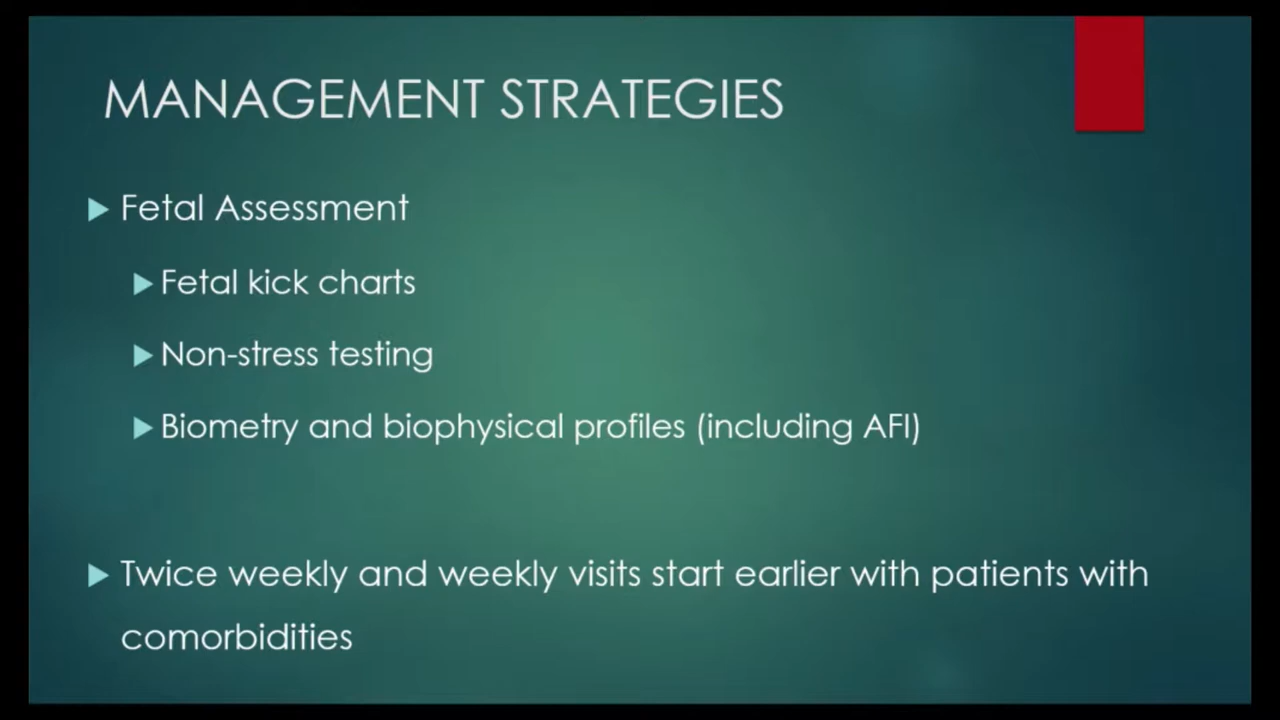 MANAGEMENT STRATEGIES
Fetal Assessment
Fetal kick charts
Non-stress testing
Biometry and biophysical profiles (including AFI)
Twice weekly and weekly visits start earlier with patients with
comorbidities